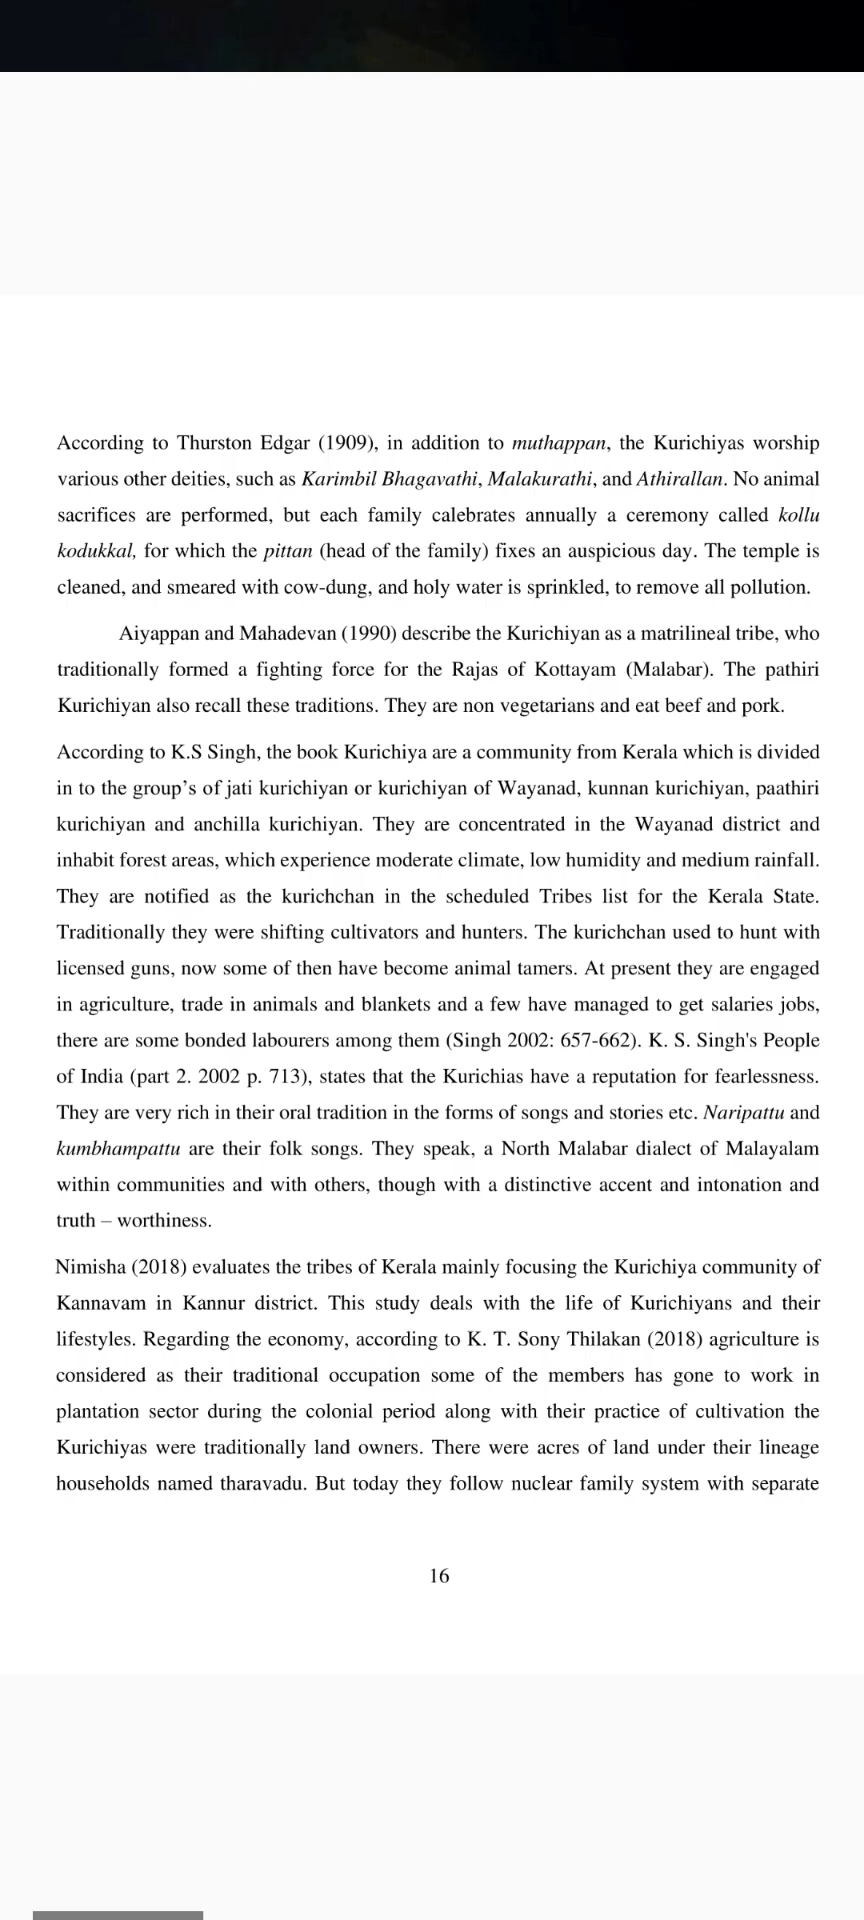 According to Thurston Edgar (1909), in addition to muthappan, the Kurichiyas worship
various other deities, such as Karimbil Bhagavathi, Malakurathi, and Athirallan. No animal
sacrifices are performed, but each family calebrates annually a ceremony called kollu
kodukkal, for which the pittan (head of the family) fixes an auspicious day. The temple is
cleaned, and smeared with cow-dung, and holy water is sprinkled, to remove all pollution.
Aiyappan and Mahadevan (1990) describe the Kurichiyan as a matrilineal tribe, who
traditionally formed a fighting force for the Rajas of Kottayam (Malabar). The pathiri
Kurichiyan also recall these traditions. They are non vegetarians and eat beef and pork.
According to K.S Singh, the book Kurichiya are a community from Kerala which is divided
in to the group's of jati kurichiyan or kurichiyan of Wayanad, kunnan kurichiyan, paathiri
kurichiyan and anchilla kurichiyan. They are concentrated in the Wayanad district and
inhabit forest areas, which experience moderate climate, low humidity and medium rainfall.
They are notified as the kurichchan in the scheduled Tribes list for the Kerala State.
Traditionally they were shifting cultivators and hunters. The kurichchan used to hunt with
licensed guns, now some of then have become animal tamers. At present they are engaged
in agriculture, trade in animals and blankets and a few have managed to get salaries jobs,
there are some bonded labourers among them (Singh 2002: 657-662). K. S. Singh's People
of India (part 2. 2002 p. 713), states that the Kurichias have a reputation for fearlessness.
They are very rich in their oral tradition in the forms of songs and stories etc. Naripattu and
kumbhampattu are their folk songs. They speak, a North Malabar dialect of Malayalam
within communities and with others, though with a distinctive accent and intonation and
truth – worthiness.
Nimisha (2018) evaluates the tribes of Kerala mainly focusing the Kurichiya community of
Kannavam in Kannur district. This study deals with the life of Kurichiyans and their
lifestyles. Regarding the economy, according to K. T. Sony Thilakan (2018) agriculture is
considered as their traditional occupation some of the members has gone to work in
plantation sector during the colonial period along with their practice of cultivation the
Kurichiyas were traditionally land owners. There were acres of land under their lineage
households named tharavadu. But today they follow nuclear family system with separate
16